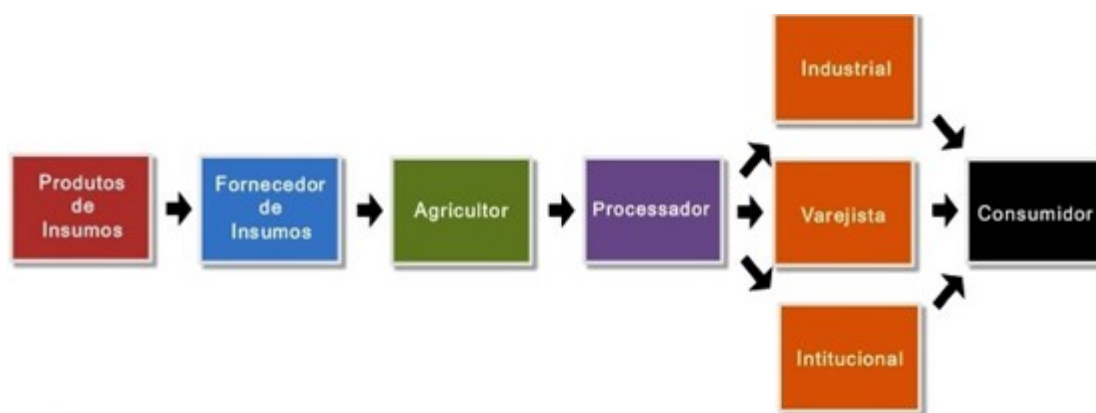 Industrial
Produtos
de
Insumos
Fornecedor
de
Insumos
Agricultor
Processador
Varejista
Consumidor
Intitucional